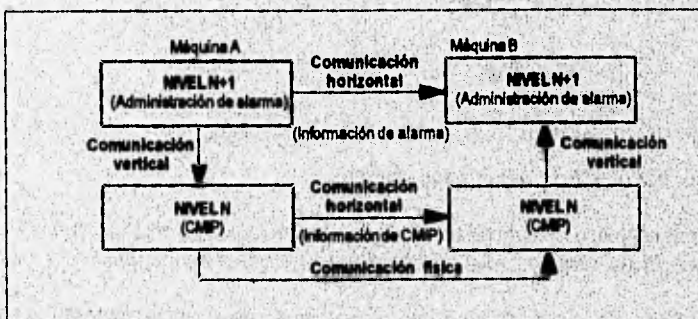 Máquina A
Máquina B
NIVEL N+1
(Administración de alarma)
Comunicación
horizontal
NIVEL N+1
(Administración de alarma)
(Información de alarma)
Comunicación
vertical
Comunicación
vertical
NIVEL N
(CMIP)
Comunicación
horizontal
(Información de CMIP)
NIVEL N
(CMIP)
Comunicación física